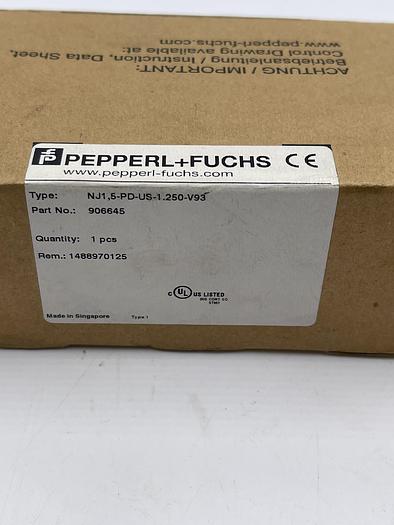 ACHTUNG / IMPORTANT:
Betriebsanleitung / Instruction, Data Sheet,
Control Drawing available at:
www.pepperl-fuchs.com
PEPPERL+FUCHS CE
www.pepperl-fuchs.com
Type: NJ1,5-PD-US-1.250-V93
Part No.: 906645
Quantity: 1 pcs
Rem.: 1488970125
C UL US LISTED
Made in Singapore Type 1